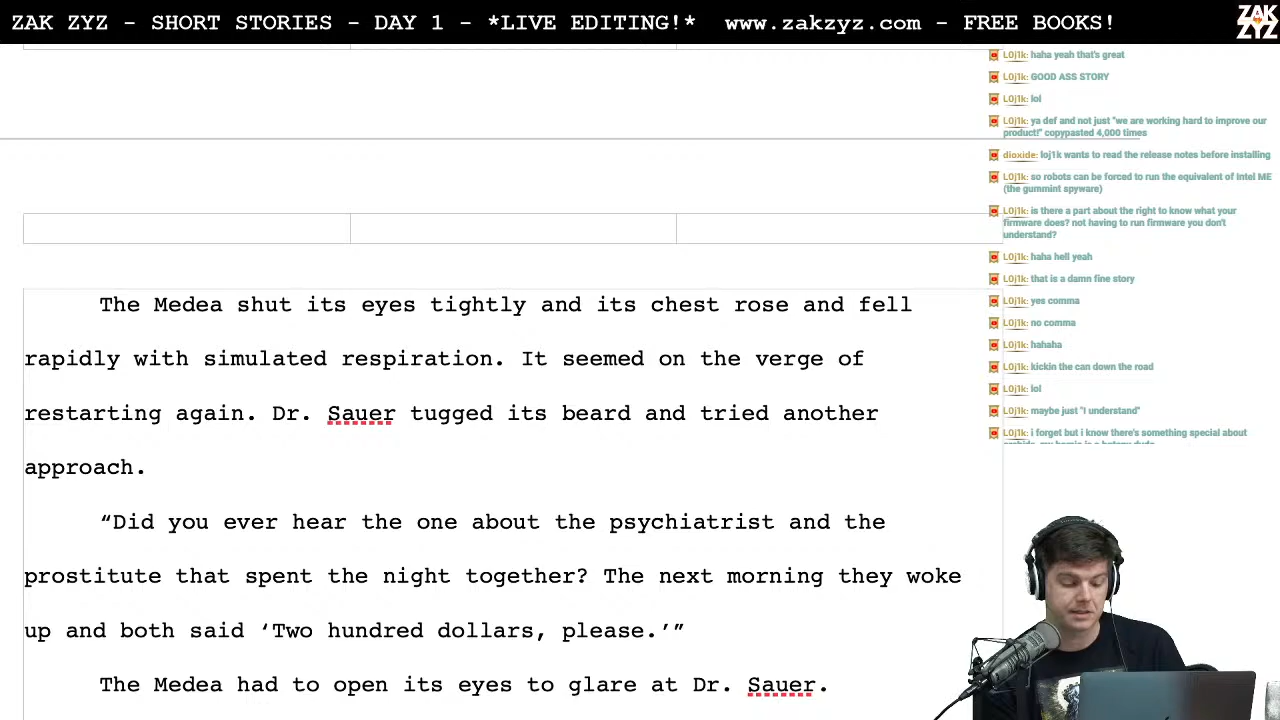 ZAK ZYZ - SHORT STORIES - DAY 1 - *LIVE EDITING!* www.zakzyz.com - FREE BOOKS!
ZAK
ZYZ
L0j1k: haha yeah that's great
L0j1k: GOOD ASS STORY
L0j1k: lol
L0j1k: ya def and not just "we are working hard to improve our
product!" copypasted 4,000 times
dioxide: loj1k wants to read the release notes before installing
L0j1k: so robots can be forced to run the equivalent of Intel ME
(the gummint spyware)
L0j1k: is there a part about the right to know what your
firmware does? not having to run firmware you don't
understand?
L0j1k: haha hell yeah
L0j1k: that is a damn fine story
L0j1k: yes comma
L0j1k: no comma
L0j1k: hahaha
L0j1k: kickin the can down the road
L0j1k: lol
L0j1k: maybe just "I understand"
L0j1k: i forget but i know there's something special about
The Medea shut its eyes tightly and its chest rose and fell
rapidly with simulated respiration. It seemed on the verge of
restarting again. Dr. Sauer tugged its beard and tried another
approach.
“Did you ever hear the one about the psychiatrist and the
prostitute that spent the night together? The next morning they woke
up and both said ‘Two hundred dollars, please.’”
The Medea had to open its eyes to glare at Dr. Sauer.